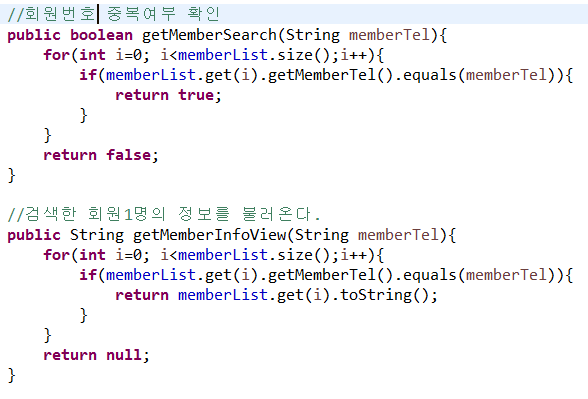 //회원번호 중복여부 확인
public boolean getMemberSearch(String memberTel){
    for(int i=0; i<memberList.size();i++){
        if(memberList.get(i).getMemberTel().equals(memberTel)){
            return true;
        }
    }
    return false;
}

//검색한 회원1명의 정보를 불러온다.
public String getMemberInfoView(String memberTel){
    for(int i=0; i<memberList.size();i++){
        if(memberList.get(i).getMemberTel().equals(memberTel)){
            return memberList.get(i).toString();
        }
    }
    return null;
}